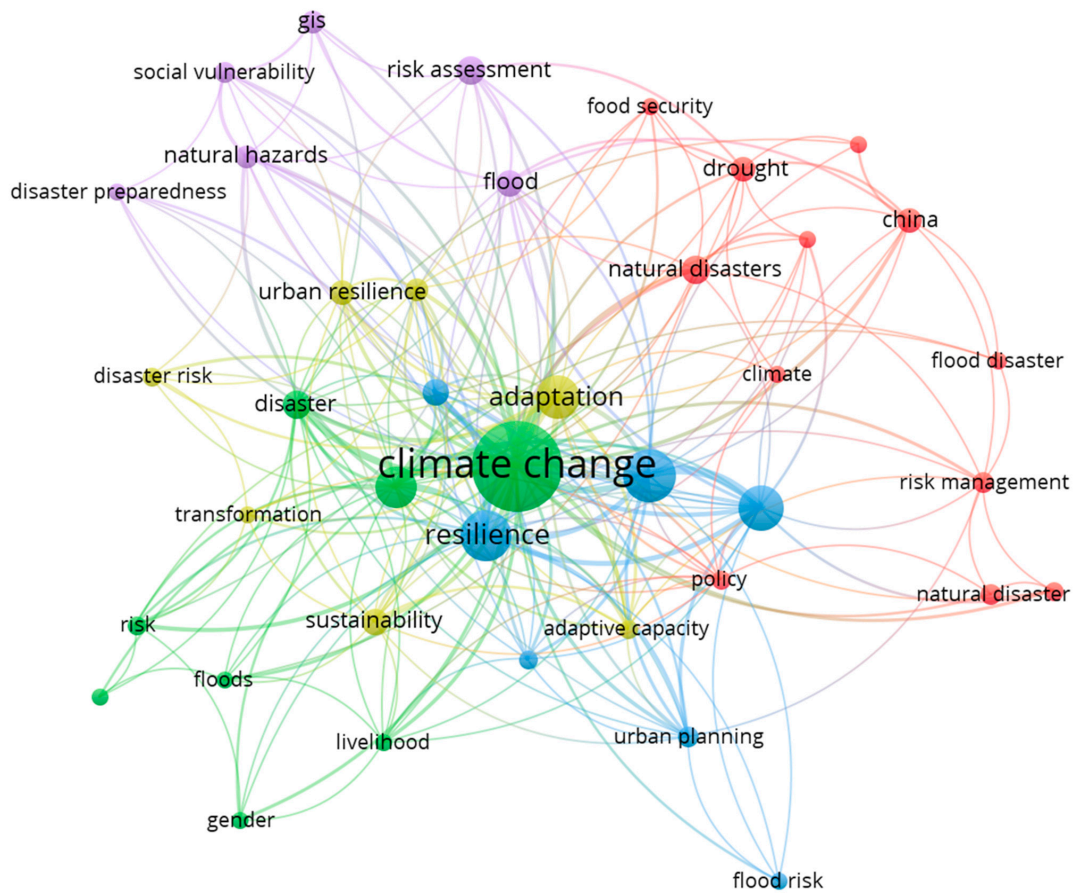 gis
social vulnerability
risk assessment
food security
natural hazards
drought
disaster preparedness
flood
china
natural disasters
urban resilience
flood disaster
disaster risk
climate
adaptation
disaster
climate change
risk management
transformation
resilience
policy
natural disaster
sustainability
risk
adaptive capacity
floods
urban planning
livelihood
gender
flood risk